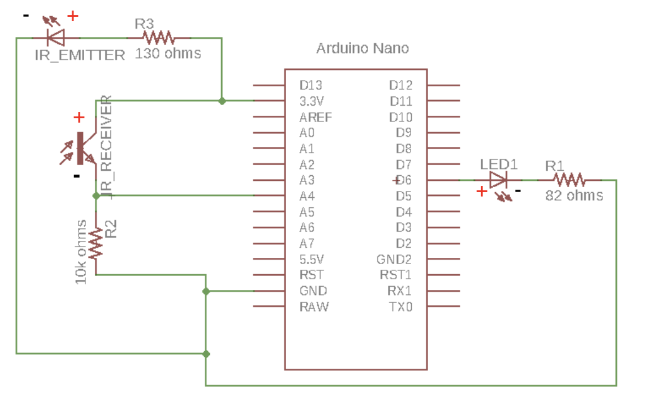 - +
R3
IR_EMITTER
130 ohms
Arduino Nano
D13
3.3V
AREF
A0
A1
A2
A3
A4
A5
A6
A7
5.5V
RST
GND
RAW
D12
D11
D10
D9
D8
D7
D6
D5
D4
D3
D2
GND2
RST1
RX1
TX0
+
IR_RECEIVER
-
R2
10k ohms
LED1
+ -
R1
82 ohms
+